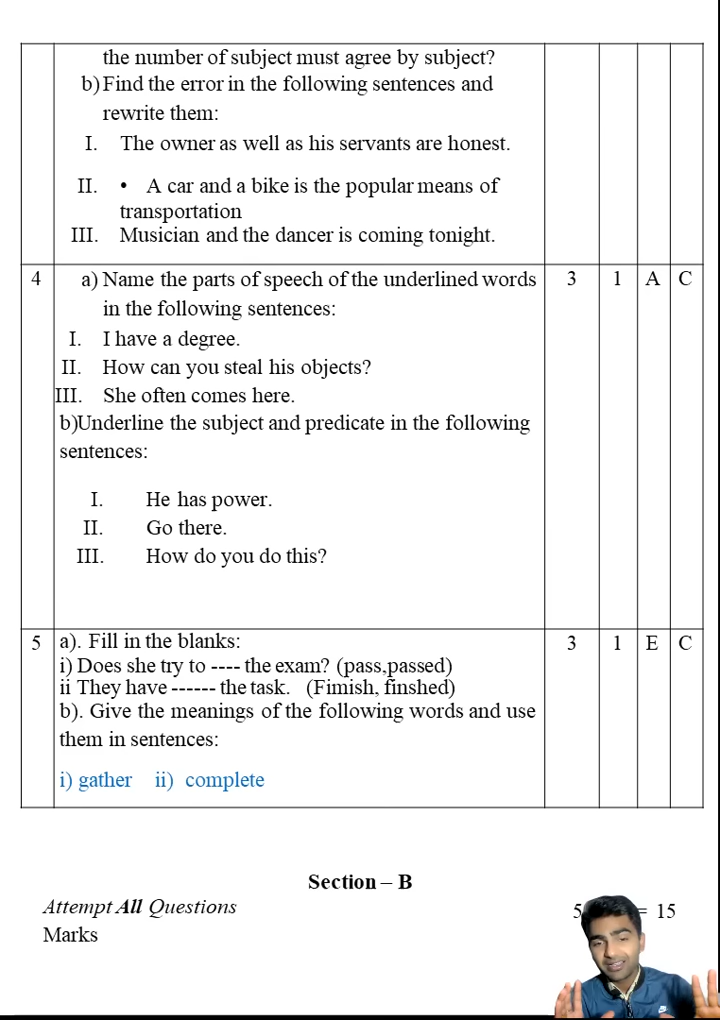 the number of subject must agree by subject?
b) Find the error in the following sentences and
rewrite them:
I. The owner as well as his servants are honest.
II. • A car and a bike is the popular means of
transportation
III. Musician and the dancer is coming tonight.
4 a) Name the parts of speech of the underlined words 3 1 A C
in the following sentences:
I. I have a degree.
II. How can you steal his objects?
III. She often comes here.
b)Underline the subject and predicate in the following
sentences:
I. He has power.
II. Go there.
III. How do you do this?
5 a). Fill in the blanks: 3 1 E C
i) Does she try to ---- the exam? (pass,passed)
ii They have ------ the task. (Fimish, finshed)
b). Give the meanings of the following words and use
them in sentences:
i) gather ii) complete
Section – B
Attempt All Questions 5 = 15
Marks